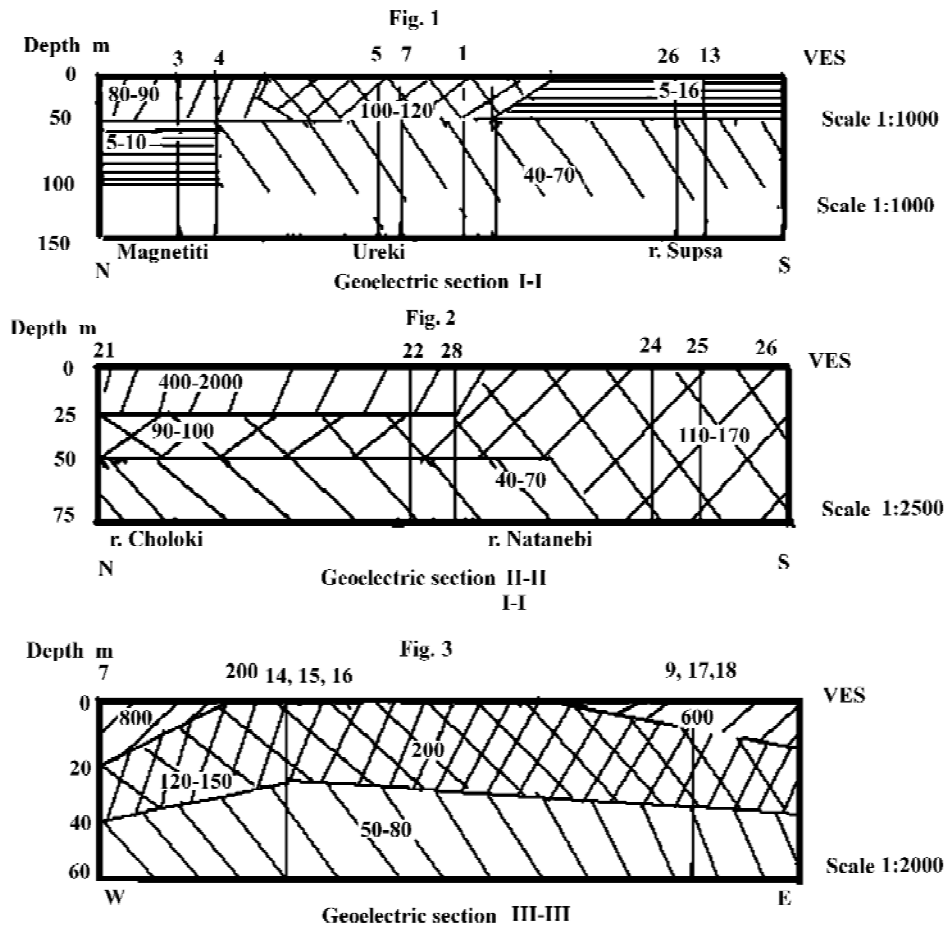 Fig. 1
Depth m 3 4 5 7 1 26 13 VES
0
80-90 5-16
100-120
50 Scale 1:1000
5-10
40-70
100
Scale 1:1000
150
Magnetiti Ureki r. Supsa
N S
Geoelectric section I-I
Fig. 2
Depth m
21 22 28 24 25 26 VES
0
400-2000
25
90-100 110-170
50
40-70
75 Scale 1:2500
r. Choloki r. Natanebi
N S
Geoelectric section II-II
I-I
Fig. 3
Depth m
7 200 14, 15, 16 9, 17,18 VES
0
800 600
200
20
120-150
40
50-80
60 Scale 1:2000
W E
Geoelectric section III-III